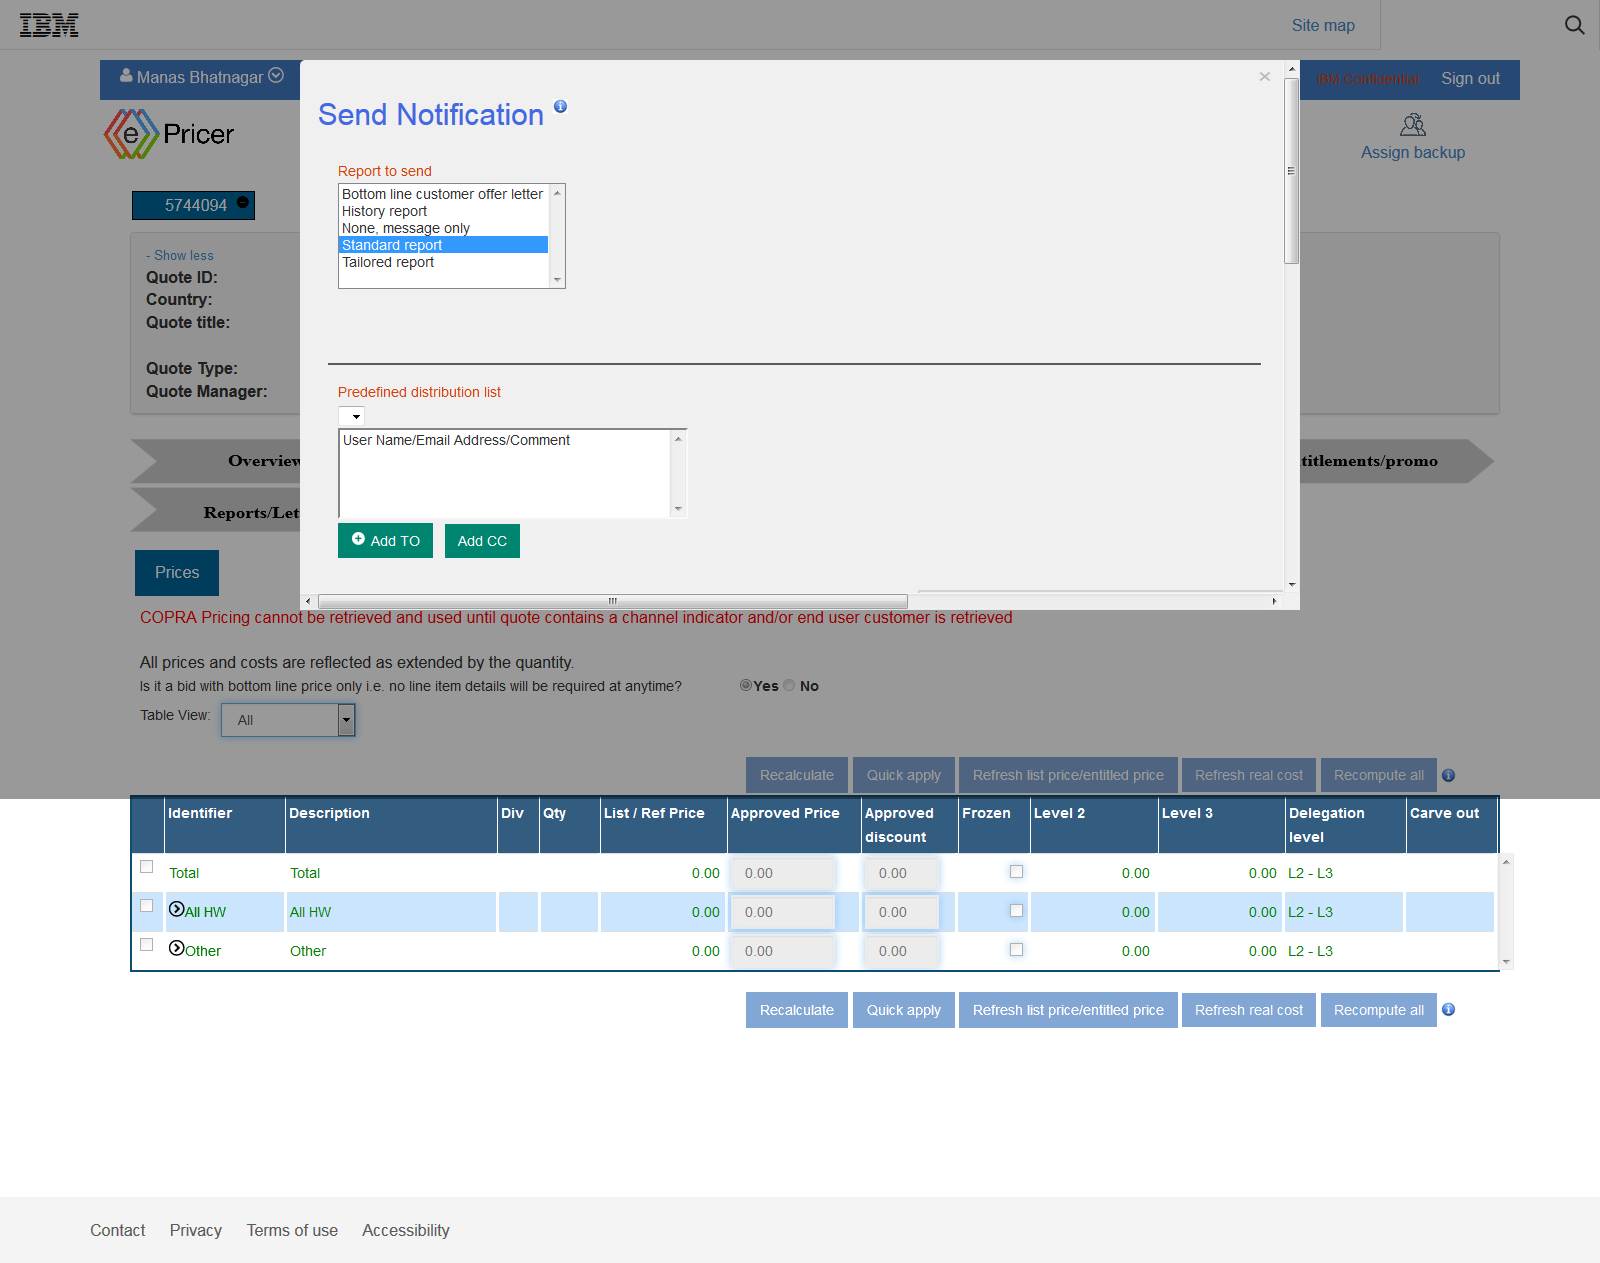 IBM
Site map
Manas Bhatnagar
IBM Confidential
Sign out
e Pricer
Assign backup
5744094
- Show less
Quote ID:
Country:
Quote title:
Quote Type:
Quote Manager:
×
Send Notification
Report to send
Bottom line customer offer letter
History report
None, message only
Standard report
Tailored report
Predefined distribution list
User Name/Email Address/Comment
Add TO
Add CC
Overview
titlements/promo
Reports/Let
Prices
COPRA Pricing cannot be retrieved and used until quote contains a channel indicator and/or end user customer is retrieved
All prices and costs are reflected as extended by the quantity.
Is it a bid with bottom line price only i.e. no line item details will be required at anytime? Yes No
Table View: All
Recalculate Quick apply Refresh list price/entitled price Refresh real cost Recompute all
Identifier Description Div Qty List / Ref Price Approved Price Approved discount Frozen Level 2 Level 3 Delegation level Carve out
Total Total 0.00 0.00 0.00 0.00 0.00 L2 - L3
All HW All HW 0.00 0.00 0.00 0.00 0.00 L2 - L3
Other Other 0.00 0.00 0.00 0.00 0.00 L2 - L3
Recalculate Quick apply Refresh list price/entitled price Refresh real cost Recompute all
Contact Privacy Terms of use Accessibility